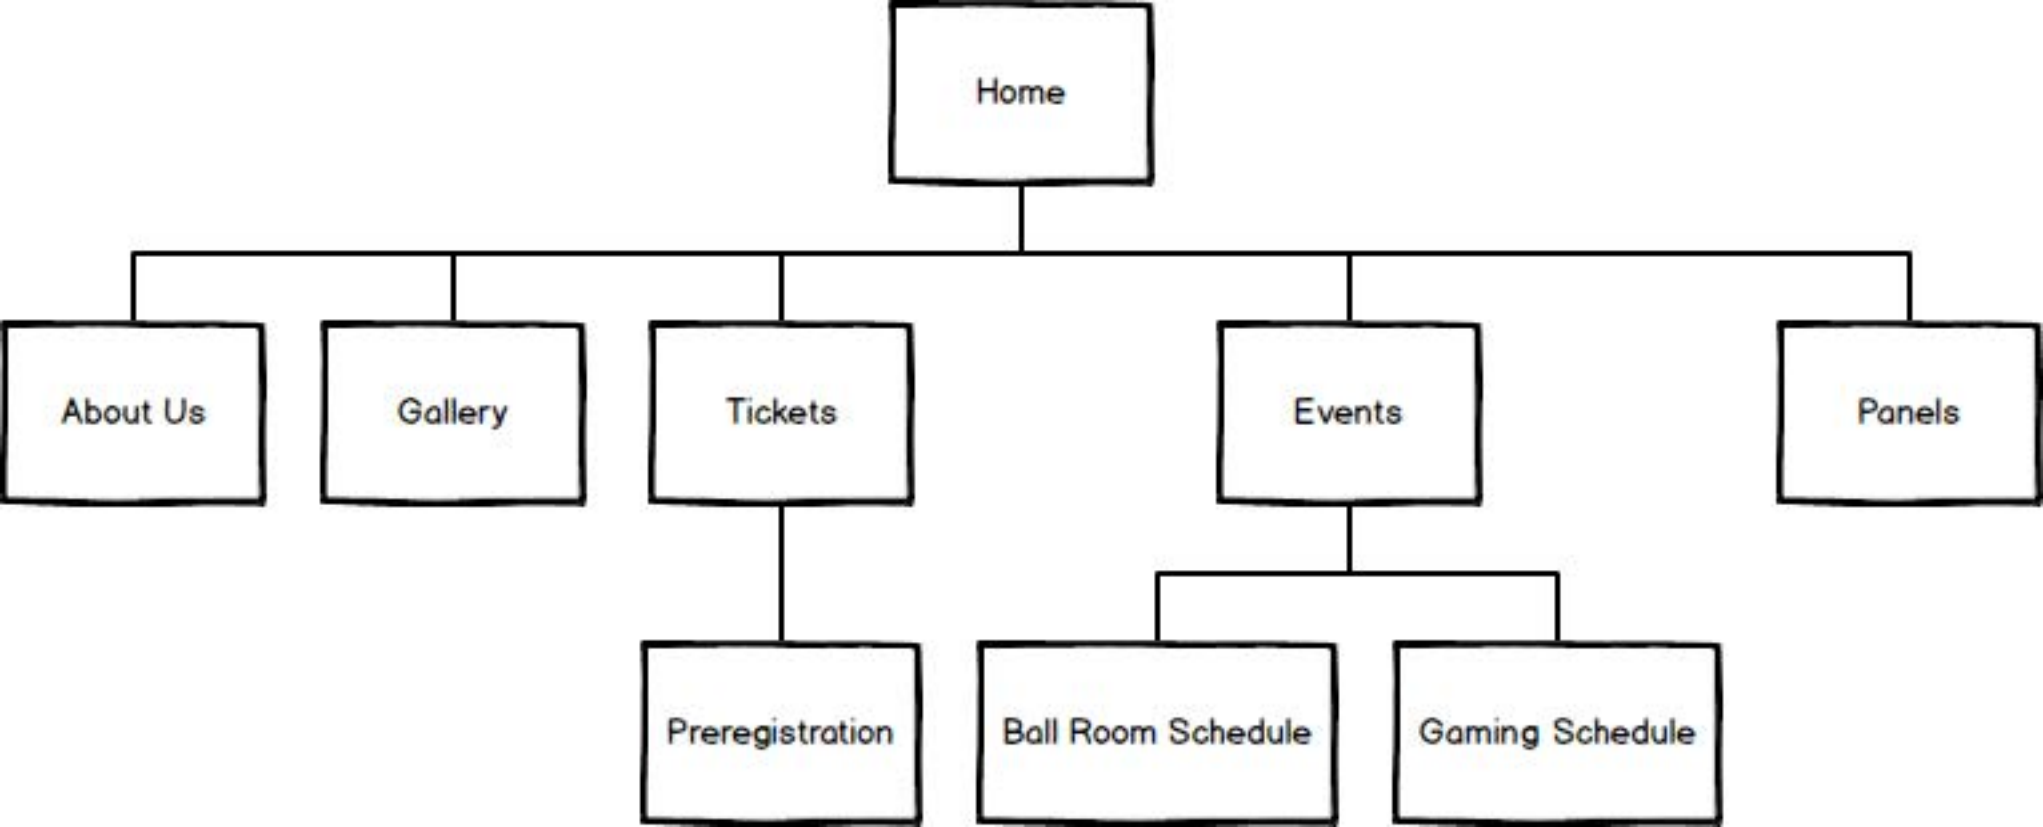 Home
About Us
Gallery
Tickets
Events
Panels
Preregistration
Ball Room Schedule
Gaming Schedule